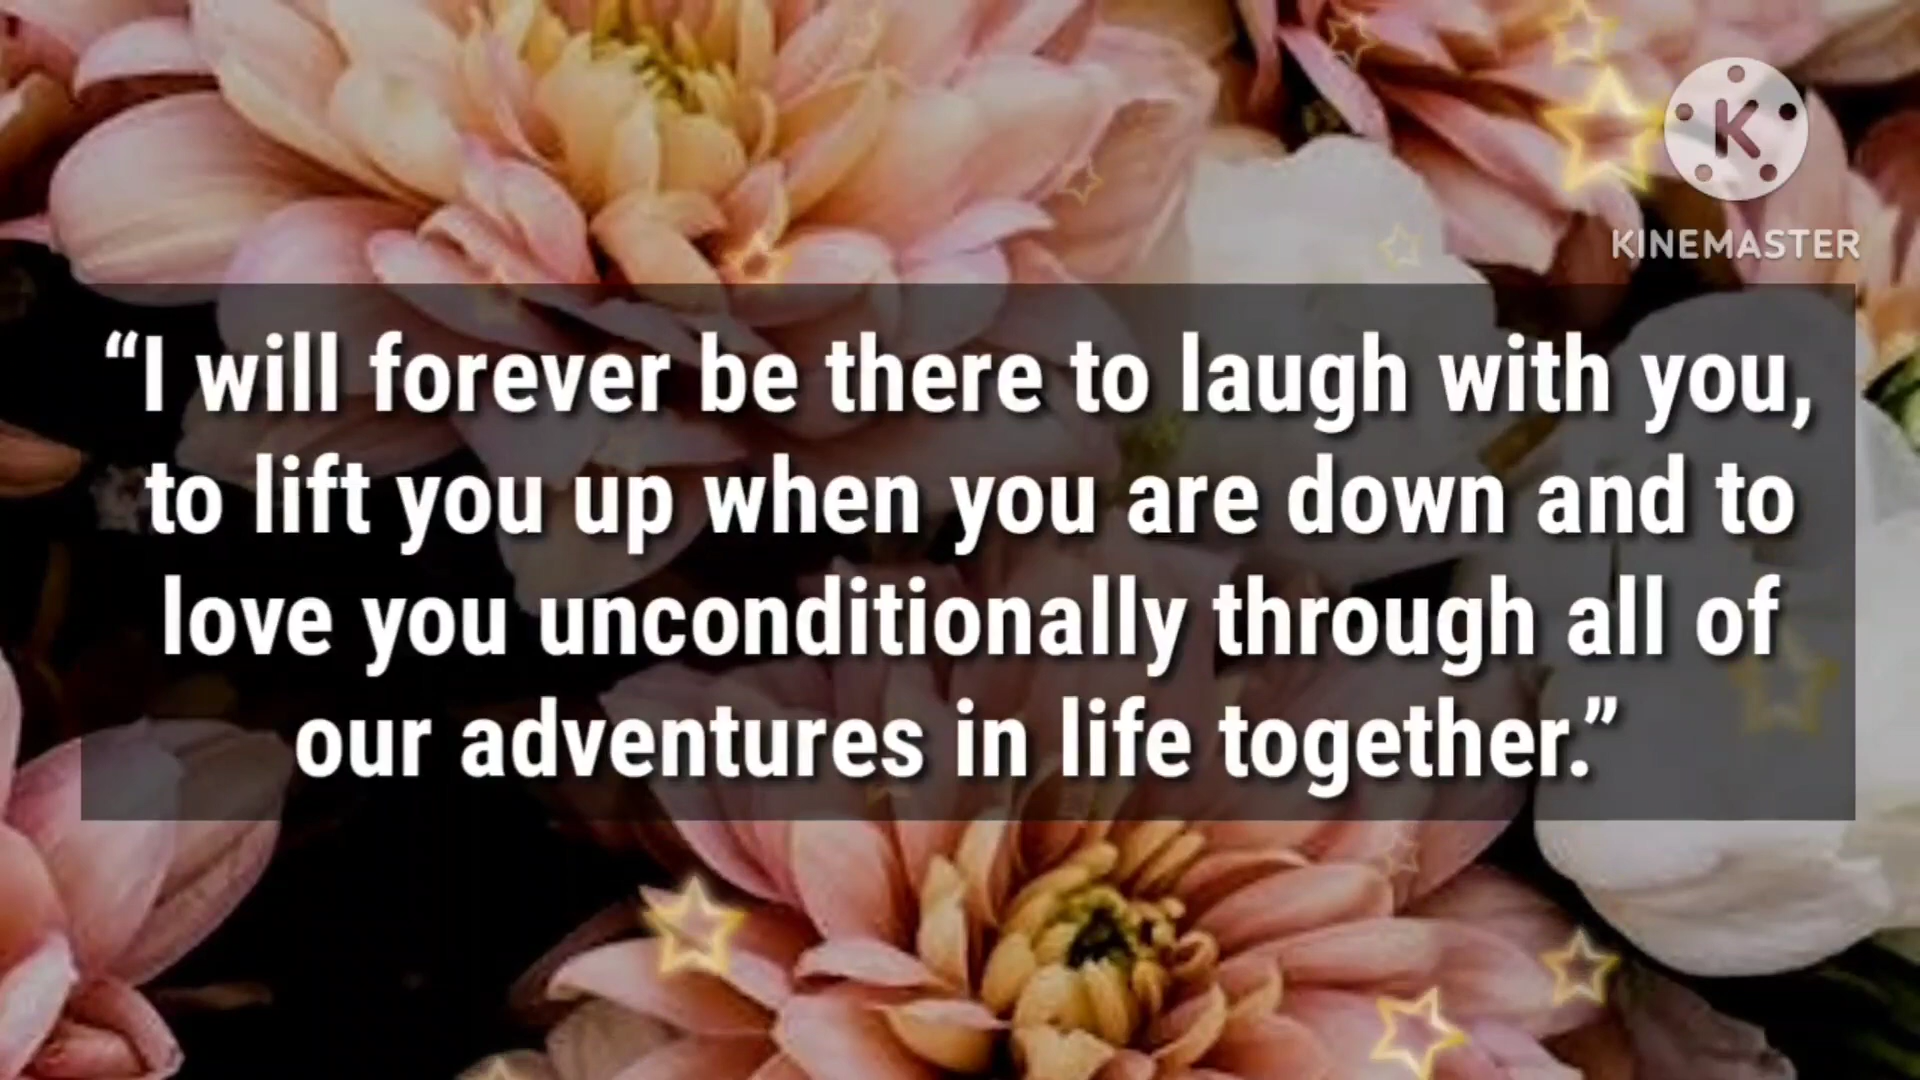 K
KINEMASTER
“I will forever be there to laugh with you,
to lift you up when you are down and to
love you unconditionally through all of
our adventures in life together.”